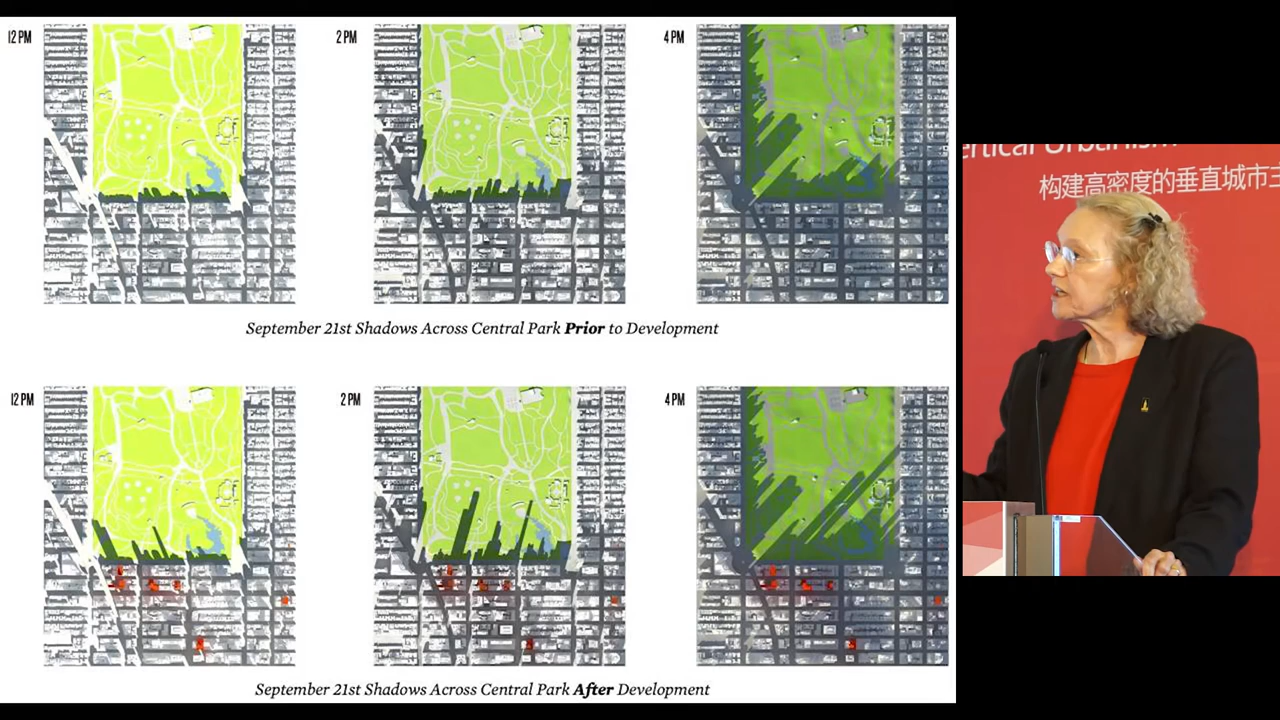 12 PM
2 PM
4 PM
September 21st Shadows Across Central Park Prior to Development
12 PM
2 PM
4 PM
September 21st Shadows Across Central Park After Development
ertical Urbanism
构建高密度的垂直城市主